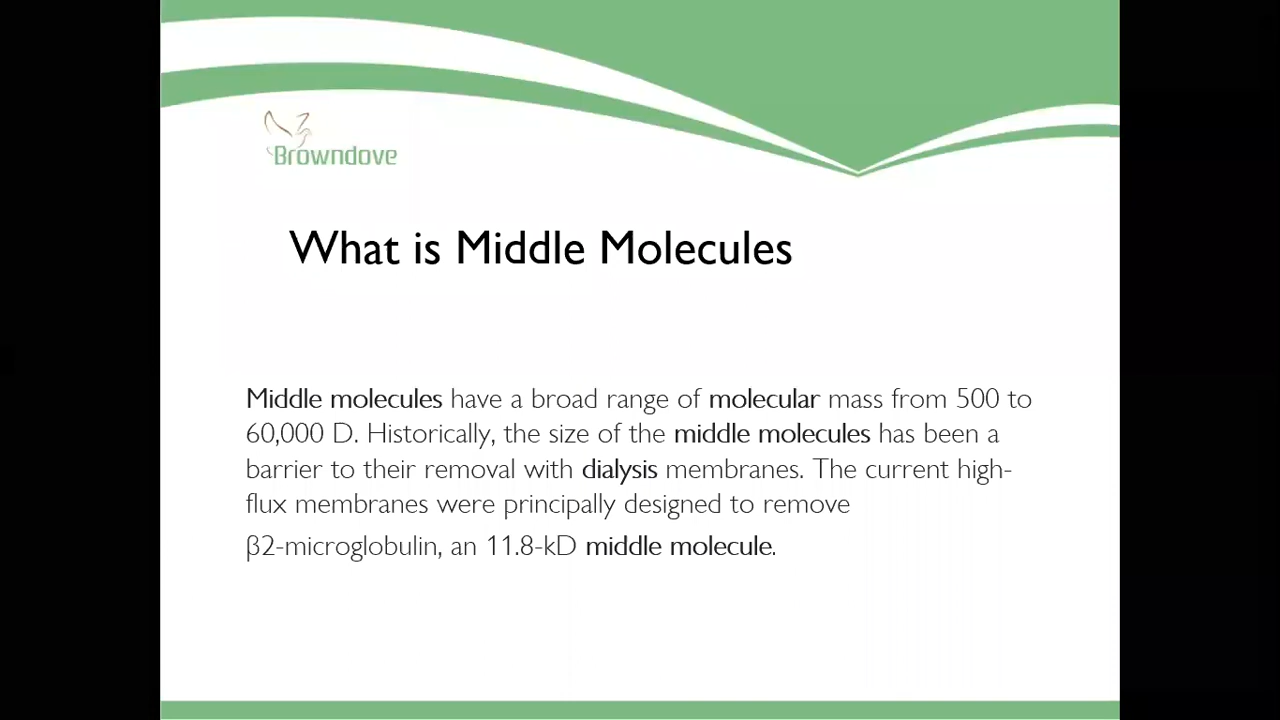 Browndove
What is Middle Molecules
Middle molecules have a broad range of molecular mass from 500 to
60,000 D. Historically, the size of the middle molecules has been a
barrier to their removal with dialysis membranes. The current high-
flux membranes were principally designed to remove
β2-microglobulin, an 11.8-kD middle molecule.